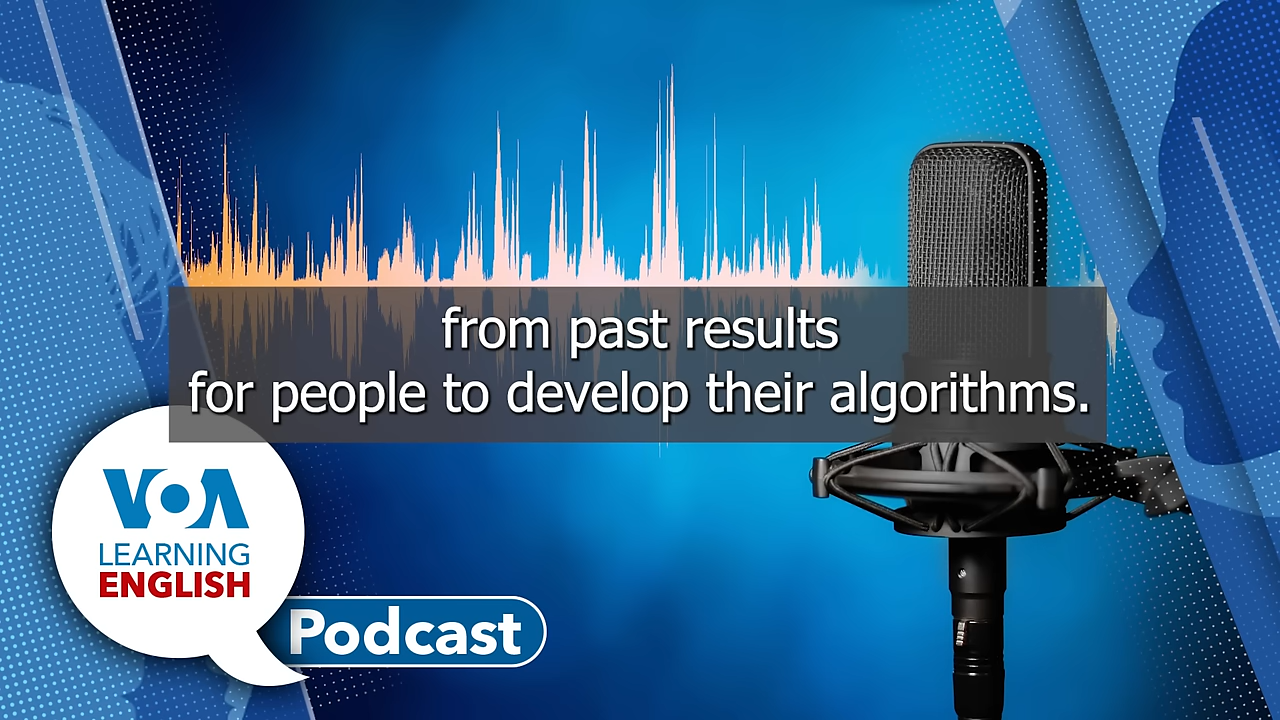 from past results
for people to develop their algorithms.
VOA
LEARNING
ENGLISH
Podcast